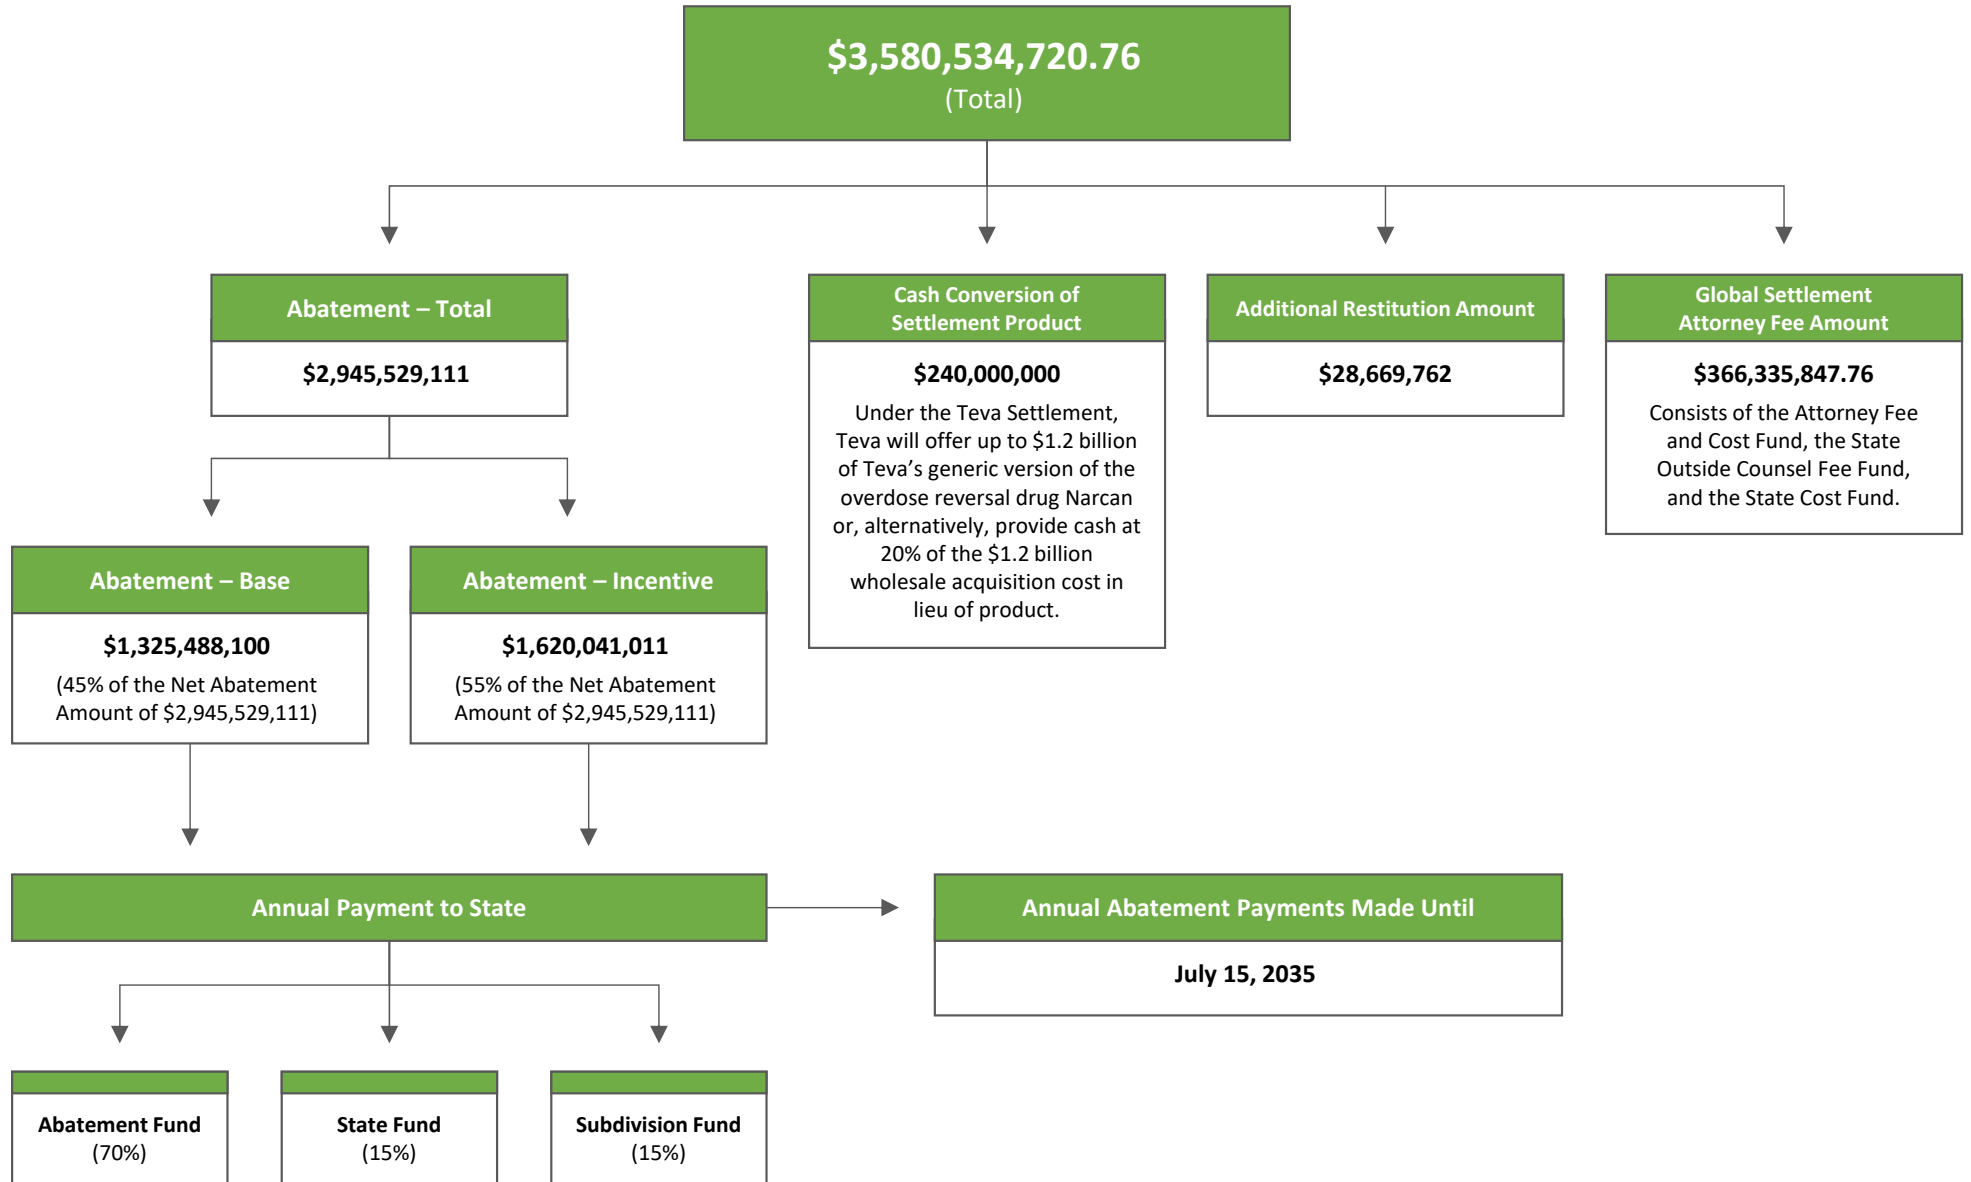 $3,580,534,720.76
(Total)
Abatement – Total
$2,945,529,111
Cash Conversion of
Settlement Product
$240,000,000
Under the Teva Settlement,
Teva will offer up to $1.2 billion
of Teva’s generic version of the
overdose reversal drug Narcan
or, alternatively, provide cash at
20% of the $1.2 billion
wholesale acquisition cost in
lieu of product.
Additional Restitution Amount
$28,669,762
Global Settlement
Attorney Fee Amount
$366,335,847.76
Consists of the Attorney Fee
and Cost Fund, the State
Outside Counsel Fee Fund,
and the State Cost Fund.
Abatement – Base
$1,325,488,100
(45% of the Net Abatement
Amount of $2,945,529,111)
Abatement – Incentive
$1,620,041,011
(55% of the Net Abatement
Amount of $2,945,529,111)
Annual Payment to State
Annual Abatement Payments Made Until
July 15, 2035
Abatement Fund
(70%)
State Fund
(15%)
Subdivision Fund
(15%)